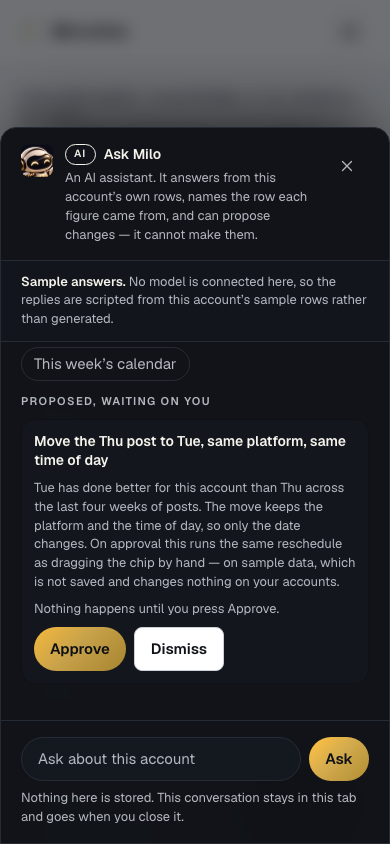 AI Ask Milo
An AI assistant. It answers from this
account's own rows, names the row each
figure came from, and can propose
changes — it cannot make them.
Sample answers. No model is connected here, so the
replies are scripted from this account's sample rows rather
than generated.
This week's calendar
PROPOSED, WAITING ON YOU
Move the Thu post to Tue, same platform, same
time of day
Tue has done better for this account than Thu across
the last four weeks of posts. The move keeps the
platform and the time of day, so only the date
changes. On approval this runs the same reschedule
as dragging the chip by hand — on sample data, which
is not saved and changes nothing on your accounts.
Nothing happens until you press Approve.
Approve Dismiss
Ask about this account Ask
Nothing here is stored. This conversation stays in this tab
and goes when you close it.